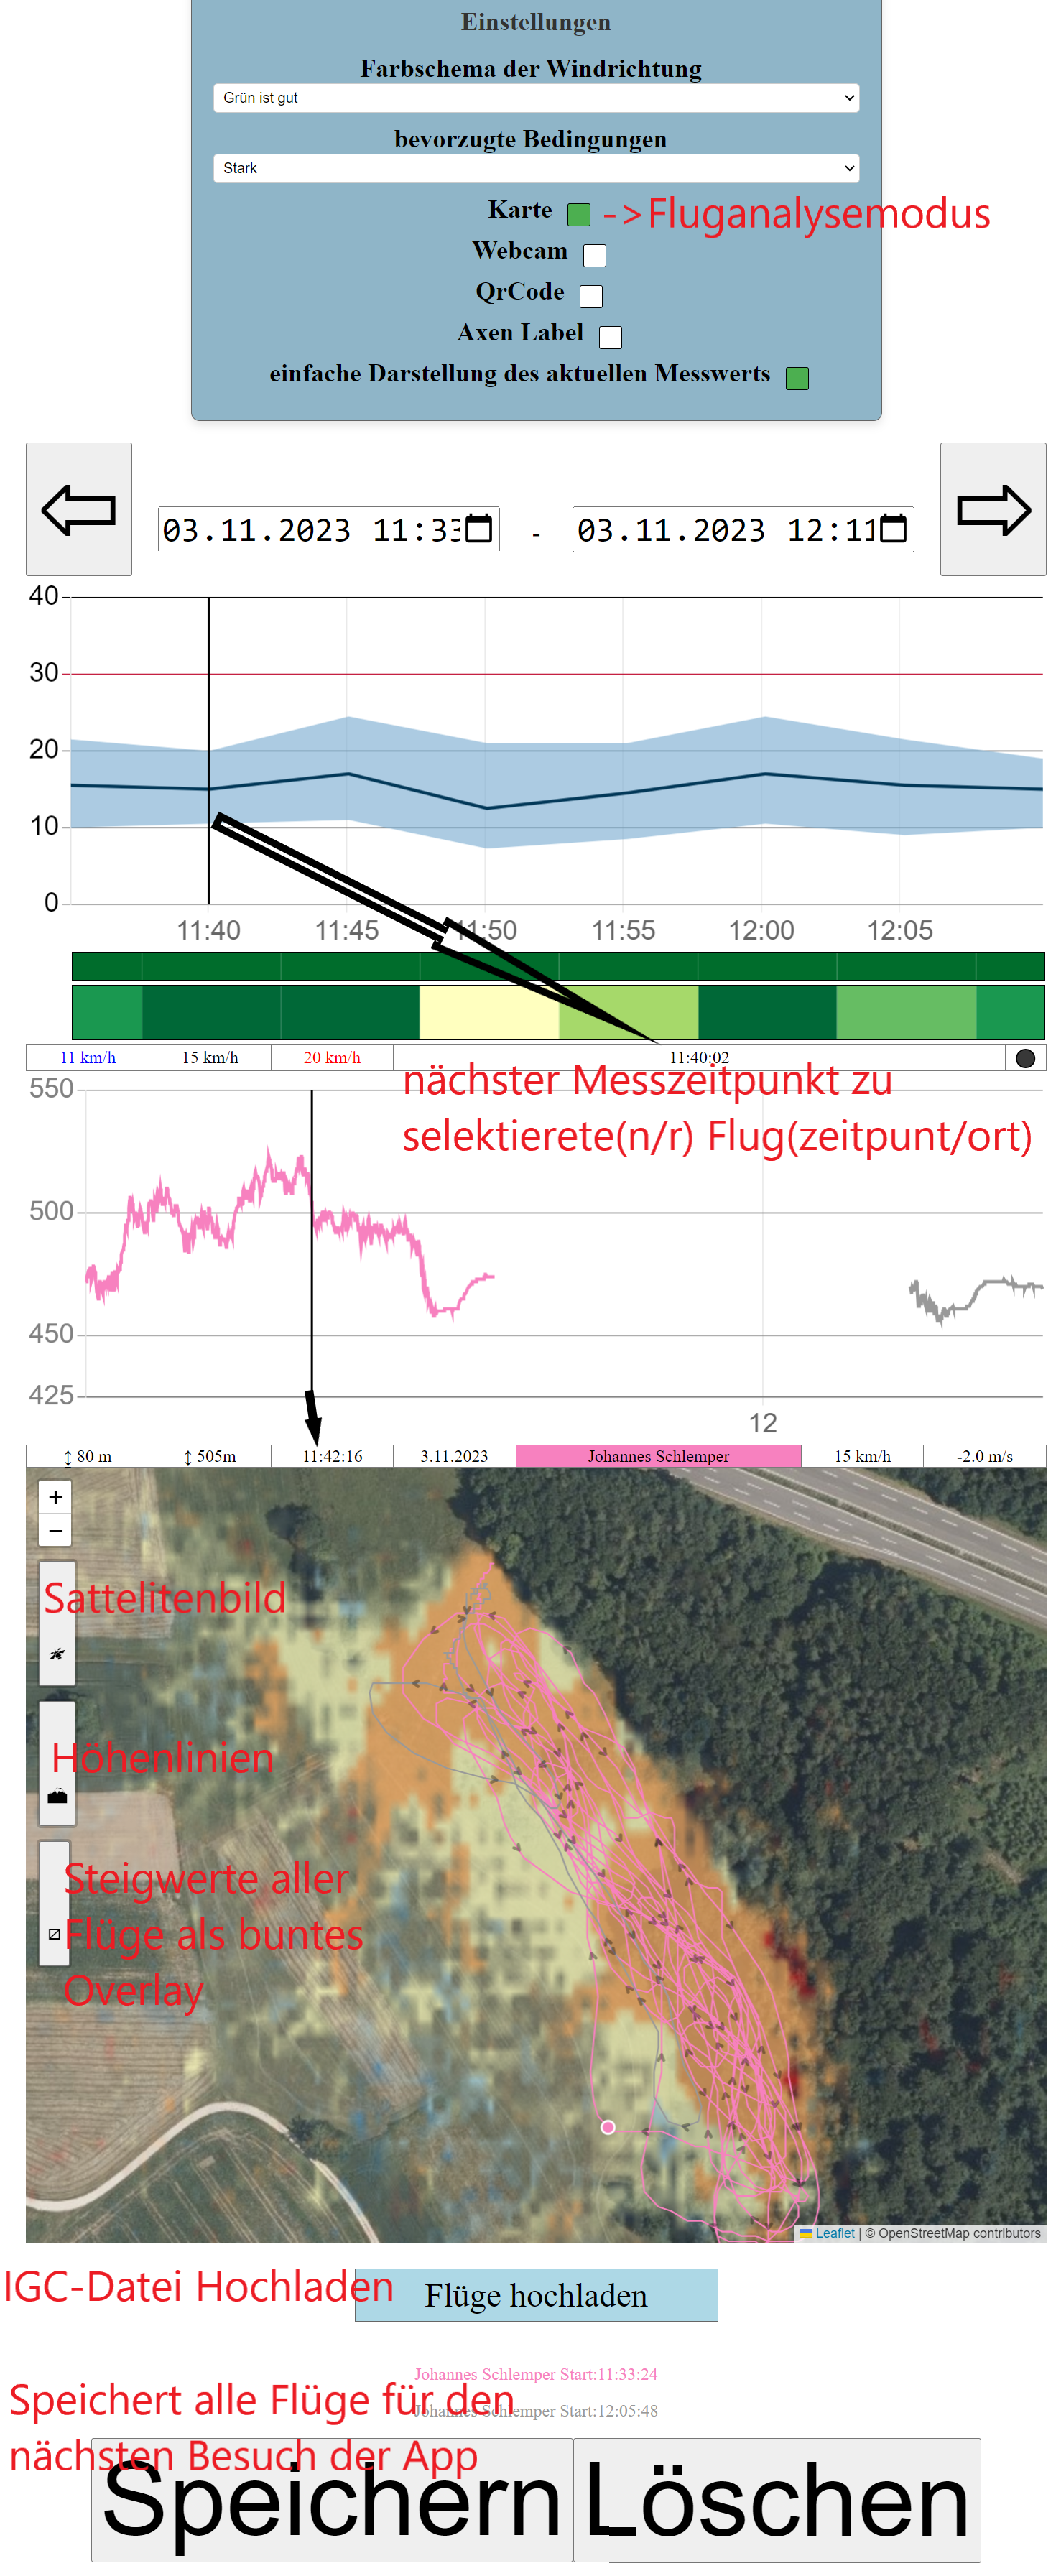 Einstellungen
Farbschema der Windrichtung
Grün ist gut
bevorzugte Bedingungen
Stark
Karte ->Fluganalysemodus
Webcam
QrCode
Axen Label
einfache Darstellung des aktuellen Messwerts
03.11.2023 11:33 - 03.11.2023 12:11
40
30
20
10
0
11:40 11:45 11:50 11:55 12:00 12:05
11 km/h 15 km/h 20 km/h 11:40:02
nächster Messzeitpunkt zu
selektierete(n/r) Flug(zeitpunt/ort)
550
500
450
425
12
↕ 80 m ↕ 505m 11:42:16 3.11.2023 Johannes Schlemper 15 km/h -2.0 m/s
+
−
Sattelitenbild
Höhenlinien
Steigwerte aller
Flüge als buntes
Overlay
Leaflet | © OpenStreetMap contributors
IGC-Datei Hochladen
Flüge hochladen
Johannes Schlemper Start:11:33:24
Johannes Schlemper Start:12:05:48
Speichert alle Flüge für den
nächsten Besuch der App
Speichern Löschen